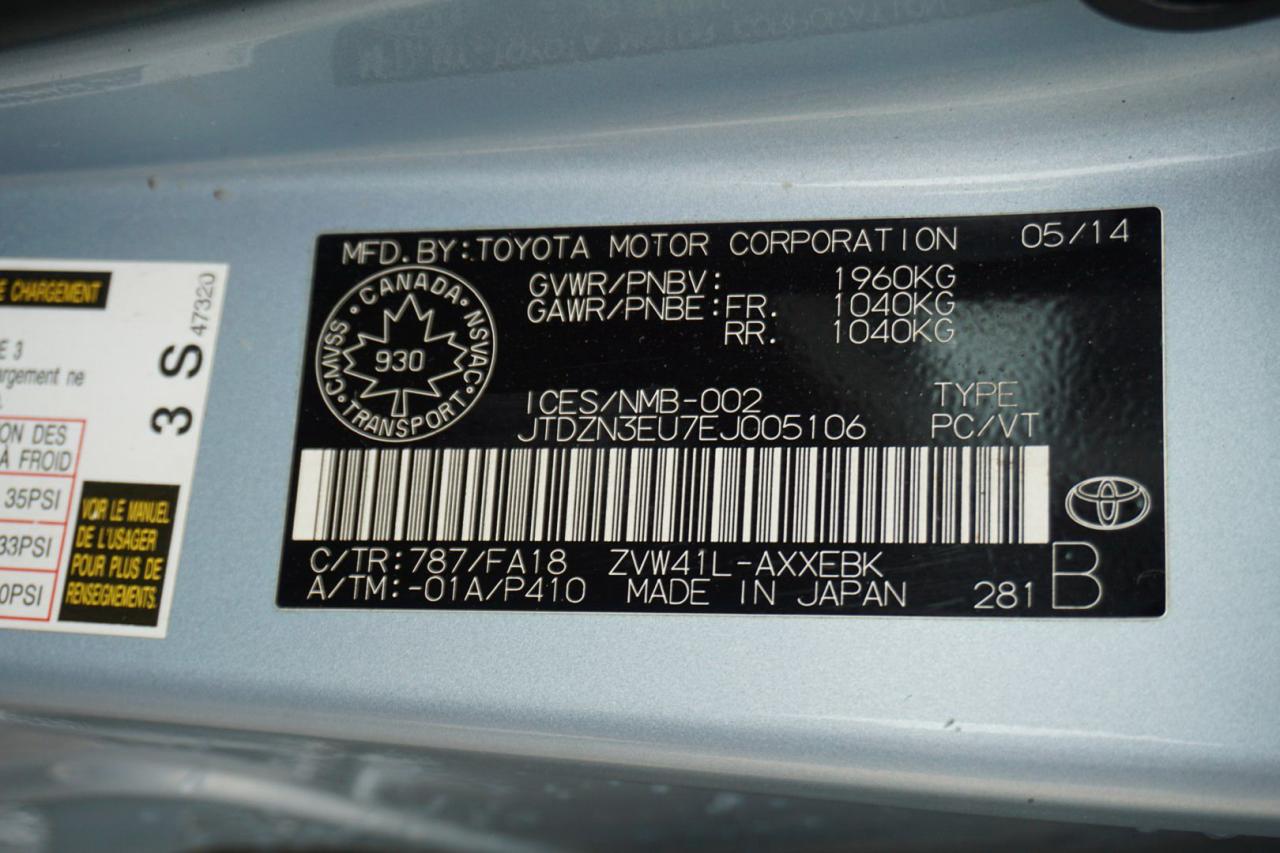 MFD.BY:TOYOTA MOTOR CORPORATION 05/14
GVWR/PNBV: 1960KG
GAWR/PNBE:FR. 1040KG
RR. 1040KG
CMVSS · CANADA · NSVAC · TRANSPORT ·
930
ICES/NMB-002
JTDZN3EU7EJ005106
TYPE
PC/VT
C/TR:787/FA18 ZVW41L-AXXEBK
A/TM:-01A/P410 MADE IN JAPAN 281 B
E CHARGEMENT
47320
3 S
E 3
argement ne
ON DES
À FROID
35PSI
33PSI
0PSI
VOIR LE MANUEL
DE L'USAGER
POUR PLUS DE
RENSEIGNEMENTS.